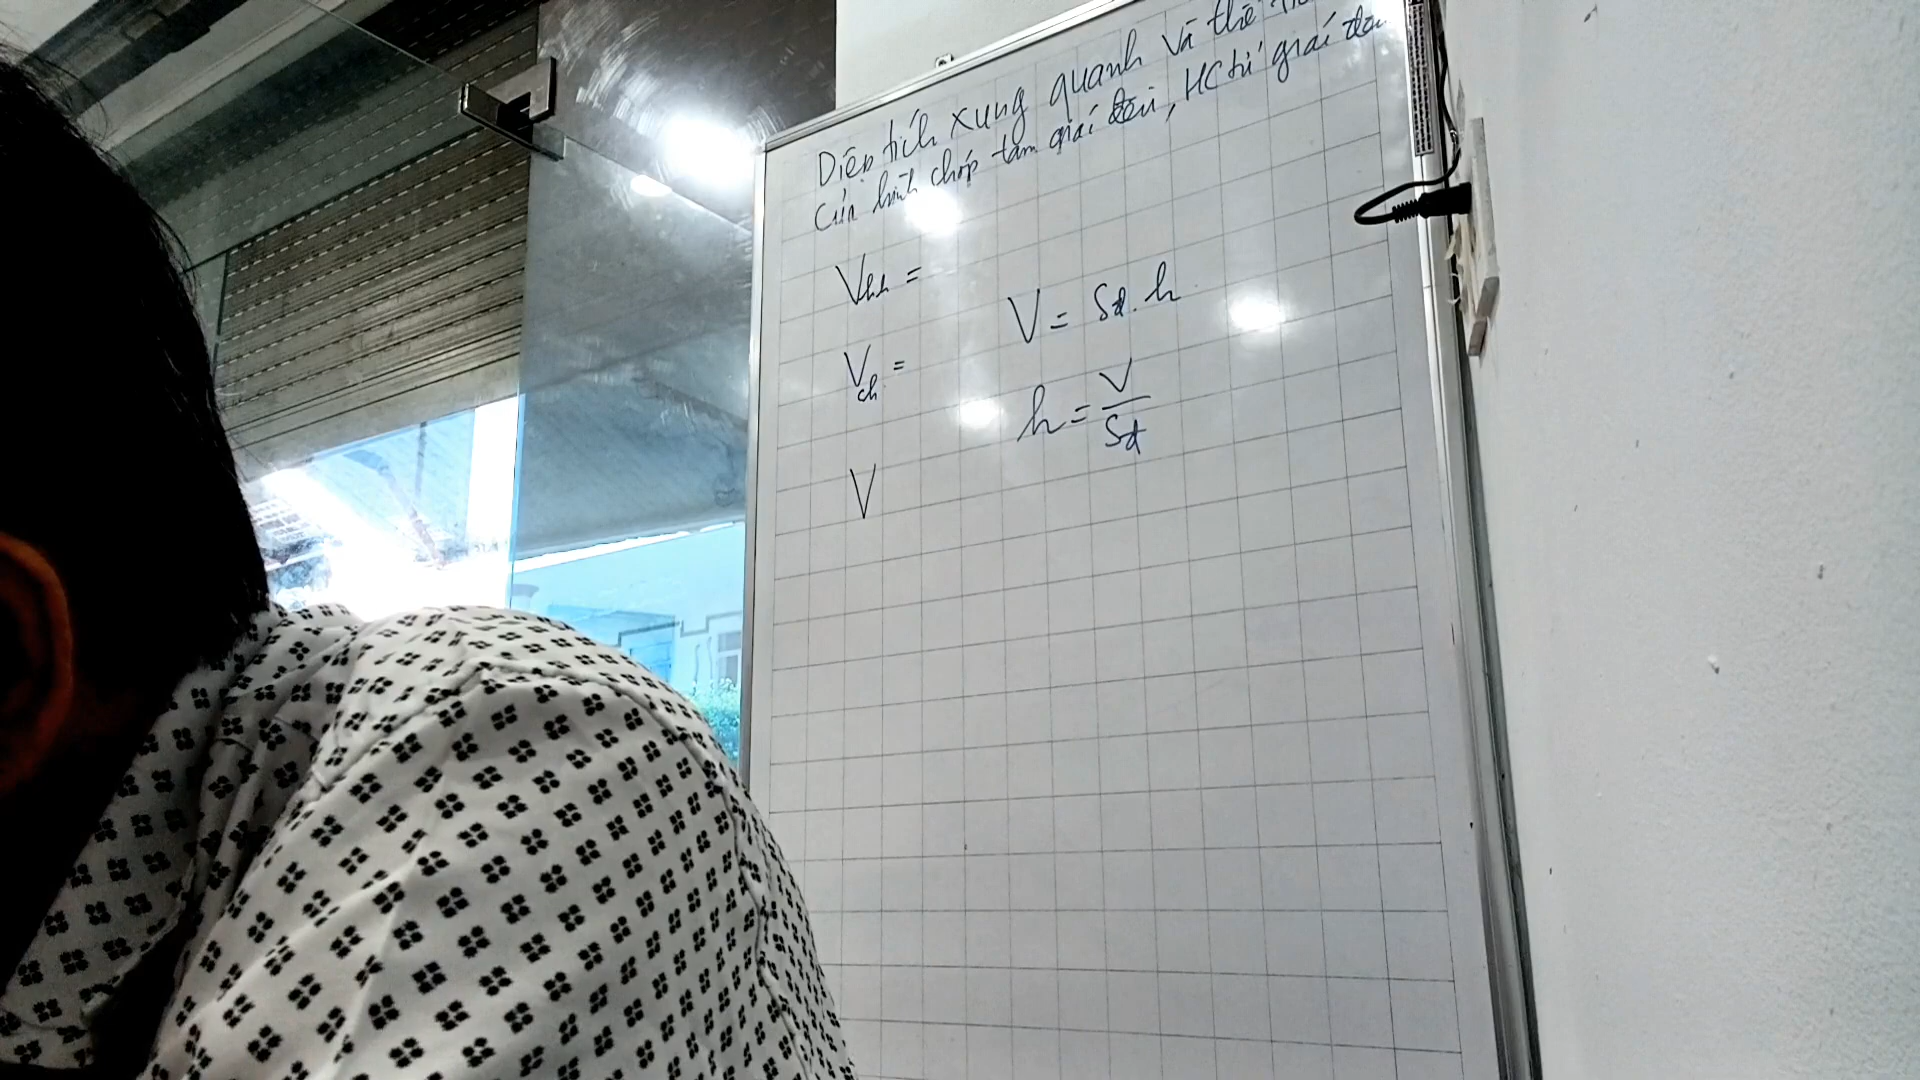 Diện tích xung quanh và thể
của hình chóp tam giác đều, HC tứ giác đều
Vhh =
V = Sđ. h
Vch =
h = V / Sđ
V